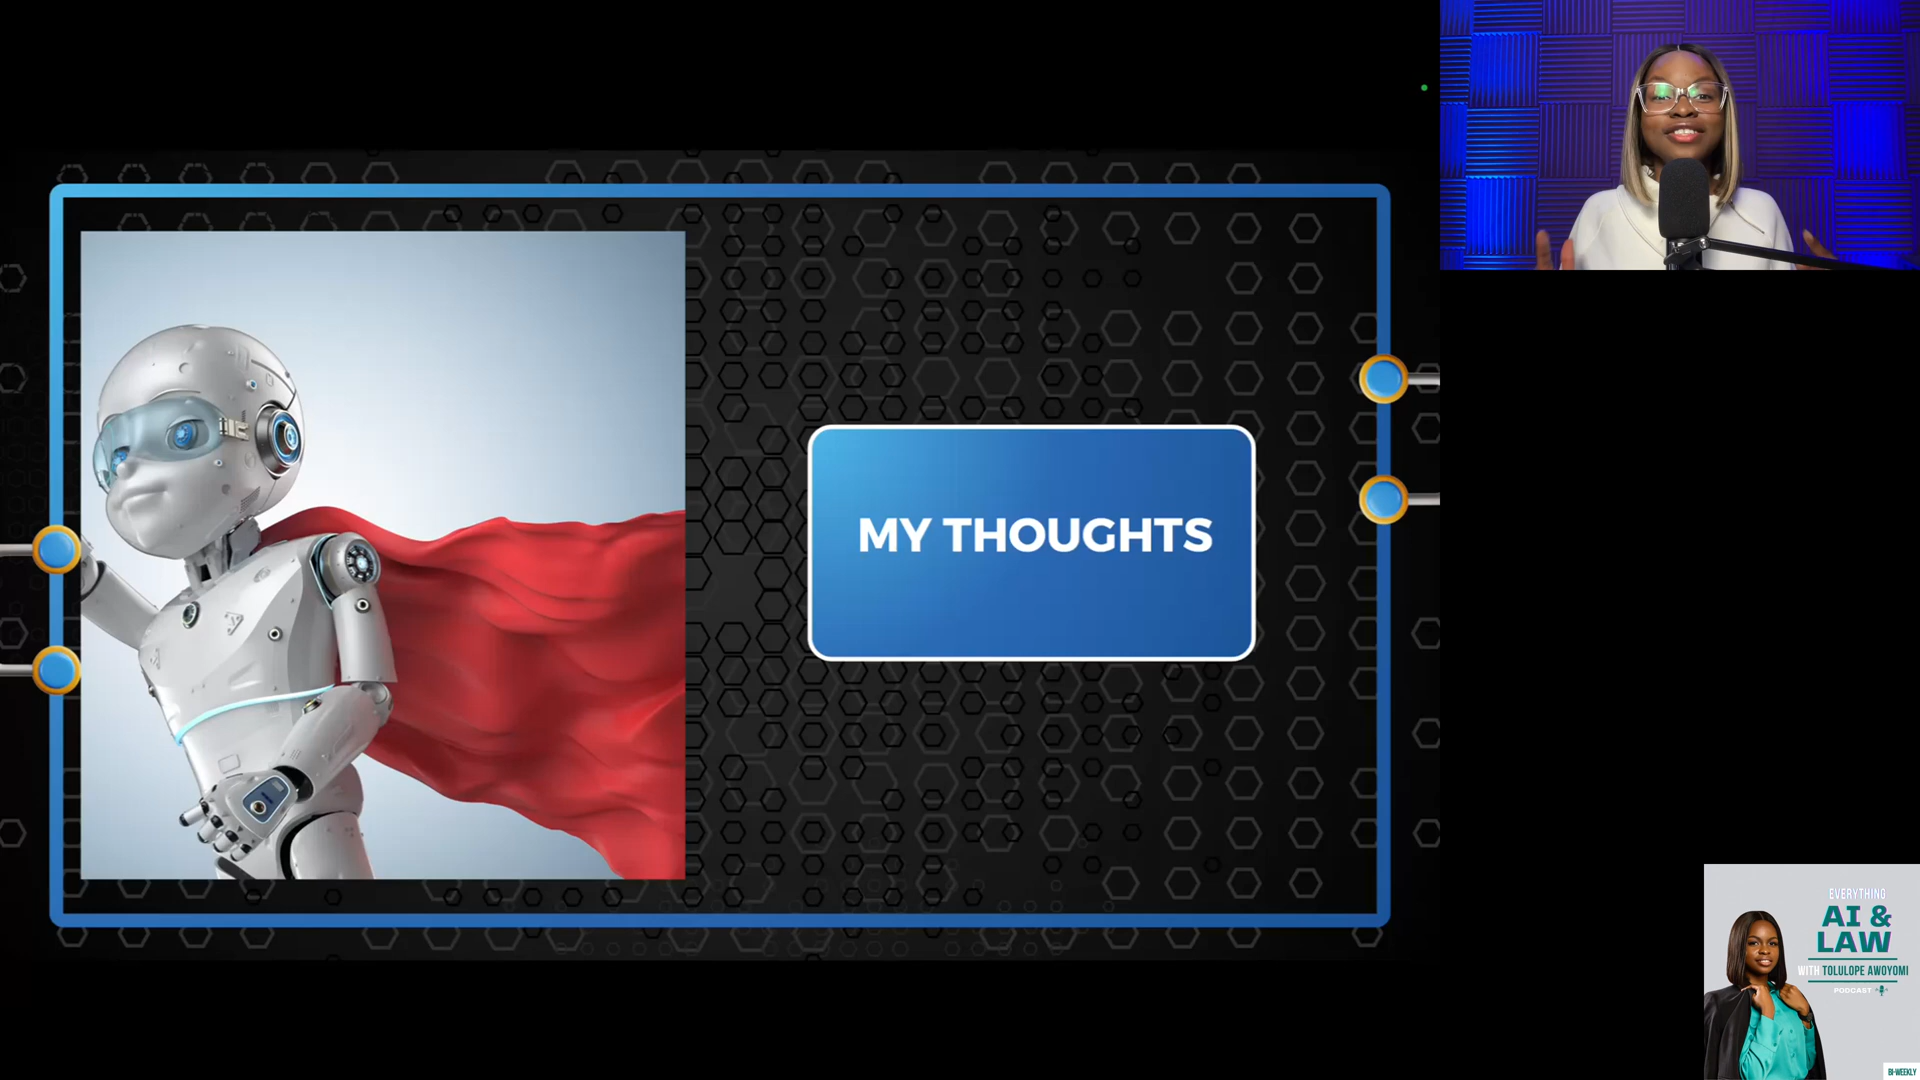 MY THOUGHTS
EVERYTHING
AI &
LAW
WITH TOLULOPE AWOYOMI
PODCAST
BI-WEEKLY